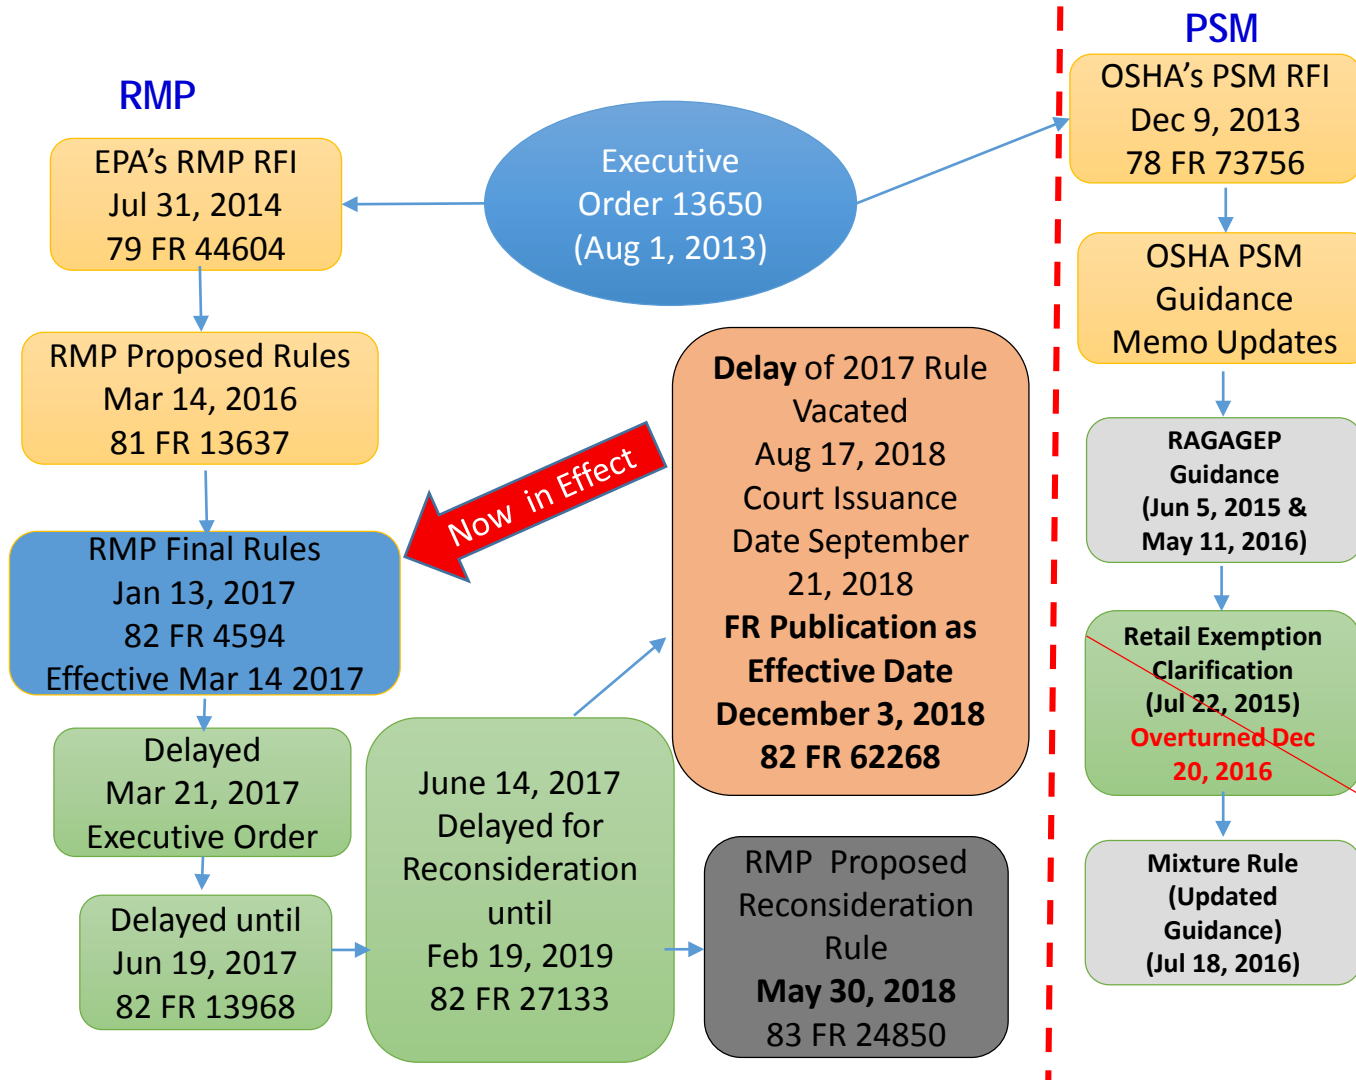 RMP
EPA’s RMP RFI
Jul 31, 2014
79 FR 44604
RMP Proposed Rules
Mar 14, 2016
81 FR 13637
RMP Final Rules
Jan 13, 2017
82 FR 4594
Effective Mar 14 2017
Delayed
Mar 21, 2017
Executive Order
Delayed until
Jun 19, 2017
82 FR 13968
Executive
Order 13650
(Aug 1, 2013)
Now in Effect
June 14, 2017
Delayed for
Reconsideration
until
Feb 19, 2019
82 FR 27133
Delay of 2017 Rule
Vacated
Aug 17, 2018
Court Issuance
Date September
21, 2018
FR Publication as
Effective Date
December 3, 2018
82 FR 62268
RMP Proposed
Reconsideration
Rule
May 30, 2018
83 FR 24850
PSM
OSHA’s PSM RFI
Dec 9, 2013
78 FR 73756
OSHA PSM
Guidance
Memo Updates
RAGAGEP
Guidance
(Jun 5, 2015 &
May 11, 2016)
Retail Exemption
Clarification
(Jul 22, 2015)
Overturned Dec
20, 2016
Mixture Rule
(Updated
Guidance)
(Jul 18, 2016)